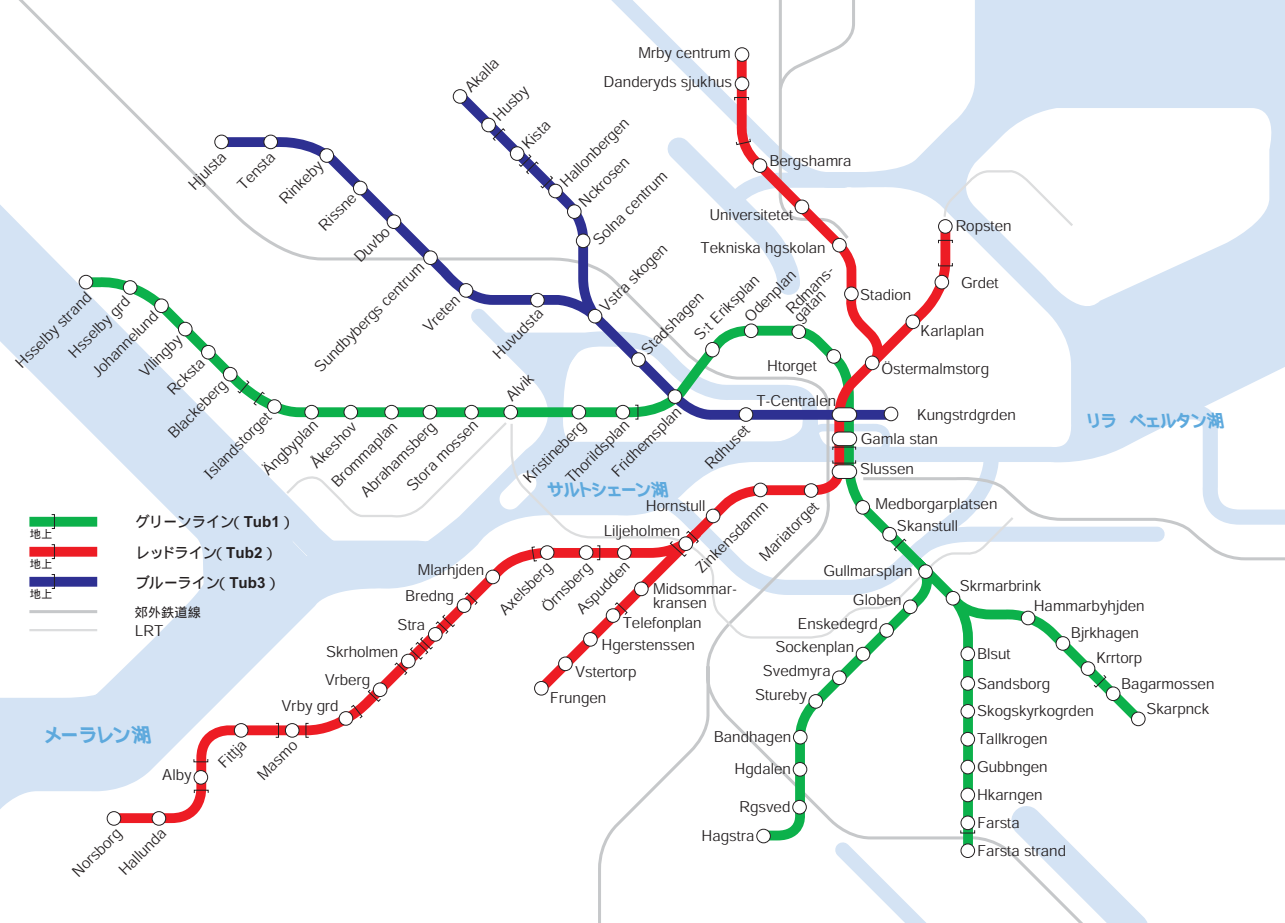 Mrby centrum
Danderyds sjukhus
Bergshamra
Universitetet
Tekniska hgskolan
Stadion
Ropsten
Grdet
Karlaplan
Östermalmstorg
Akalla
Husby
Kista
Hallonbergen
Nckrosen
Solna centrum
Vstra skogen
Stadshagen
Hjulsta
Tensta
Rinkeby
Rissne
Duvbo
Sundbybergs centrum
Vreten
Huvudsta
S:t Eriksplan
Odenplan
Rdmans-
gatan
Htorget
T-Centralen
Kungstrdgrden
Gamla stan
Slussen
Rdhuset
Hsselby strand
Hsselby grd
Johannelund
Vllingby
Rcksta
Blackeberg
Islandstorget
Ängbyplan
Åkeshov
Brommaplan
Abrahamsberg
Stora mossen
Alvik
Kristineberg
Thorildsplan
Fridhemsplan
リラ ベェルタン湖
サルトシェーン湖
メーラレン湖
グリーンライン( Tub1 )
地上
レッドライン( Tub2 )
地上
ブルーライン( Tub3 )
地上
郊外鉄道線
LRT
Medborgarplatsen
Skanstull
Gullmarsplan
Skrmarbrink
Hammarbyhjden
Bjrkhagen
Krrtorp
Bagarmossen
Skarpnck
Globen
Enskedegrd
Sockenplan
Svedmyra
Stureby
Bandhagen
Hgdalen
Rgsved
Hagstra
Blsut
Sandsborg
Skogskyrkogrden
Tallkrogen
Gubbngen
Hkarngen
Farsta
Farsta strand
Mariatorget
Zinkensdamm
Hornstull
Liljeholmen
Midsommar-
kransen
Telefonplan
Hgerstenssen
Vstertorp
Frungen
Aspudden
Örnsberg
Axelsberg
Mlarhjden
Bredng
Stra
Skrholmen
Vrberg
Vrby grd
Masmo
Fittja
Alby
Hallunda
Norsborg